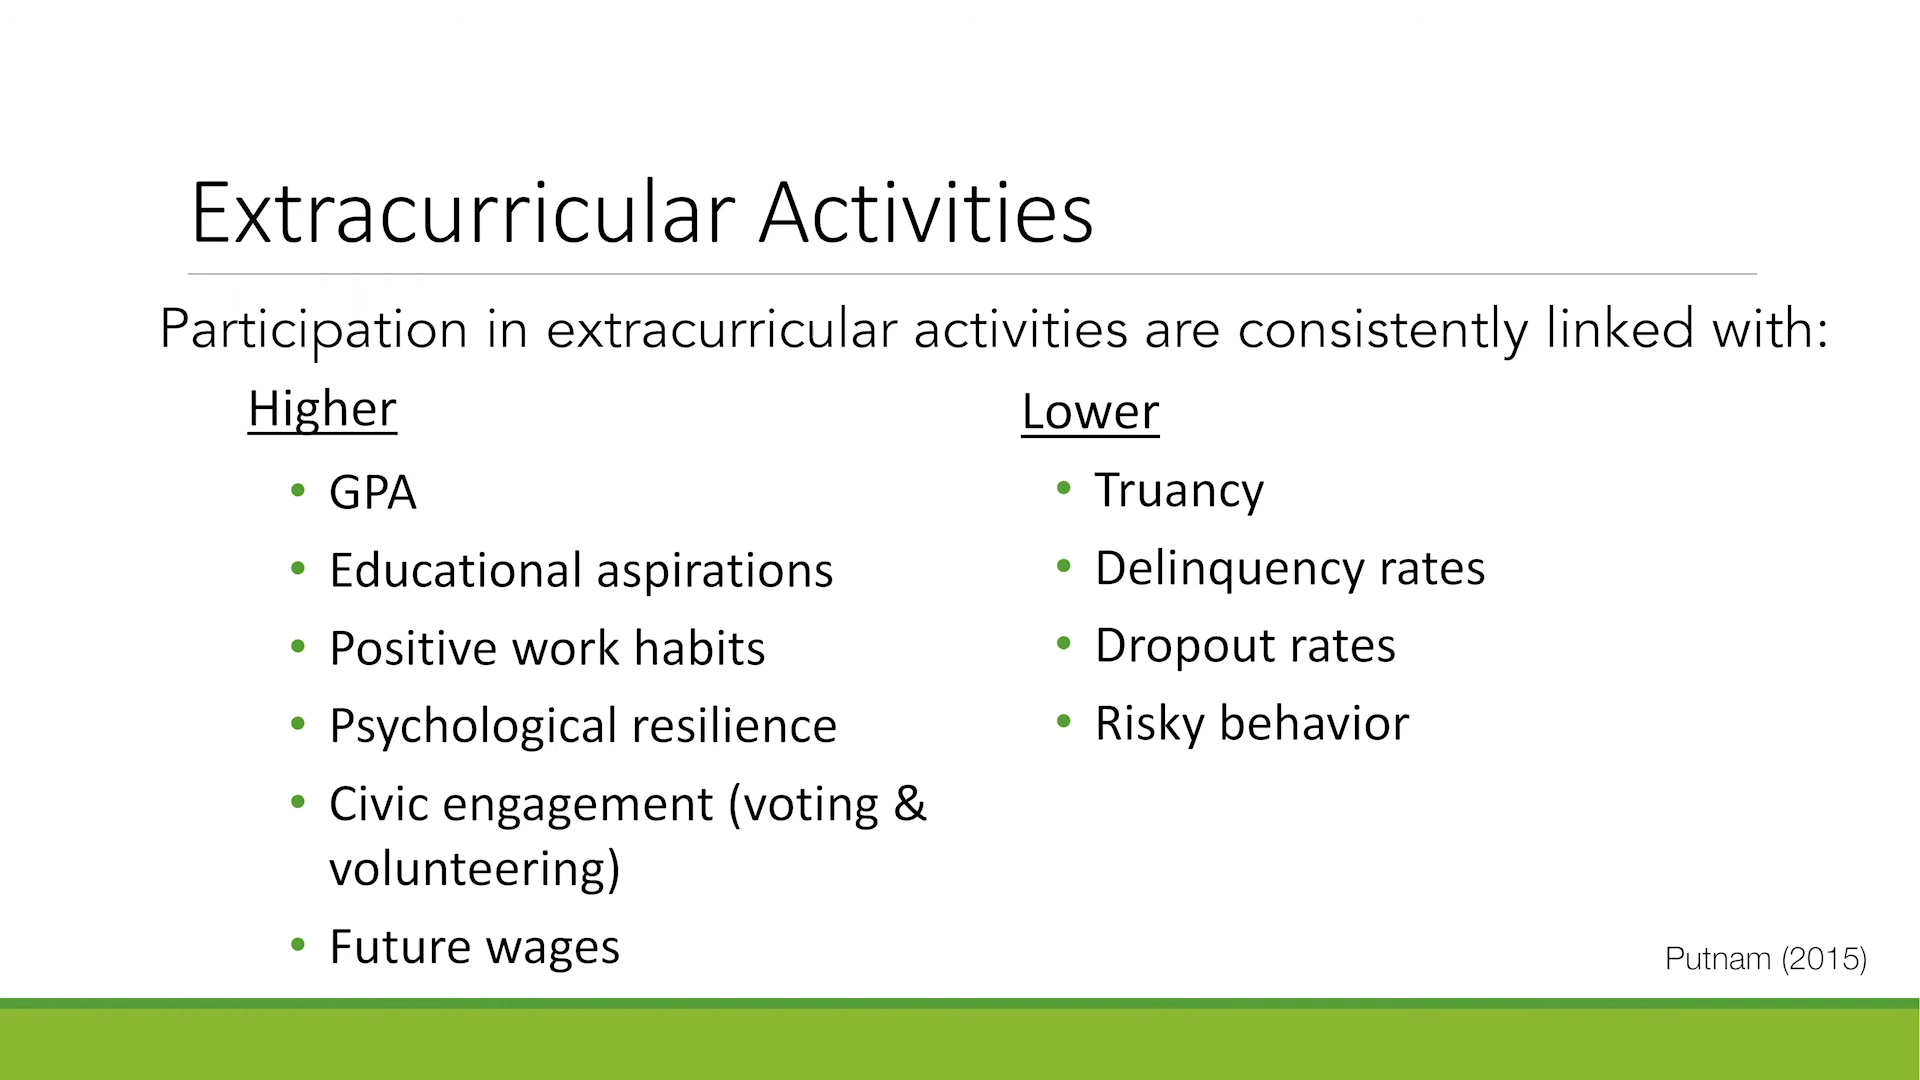 Extracurricular Activities
Participation in extracurricular activities are consistently linked with:
Higher
• GPA
• Educational aspirations
• Positive work habits
• Psychological resilience
• Civic engagement (voting &
volunteering)
• Future wages
Lower
• Truancy
• Delinquency rates
• Dropout rates
• Risky behavior
Putnam (2015)